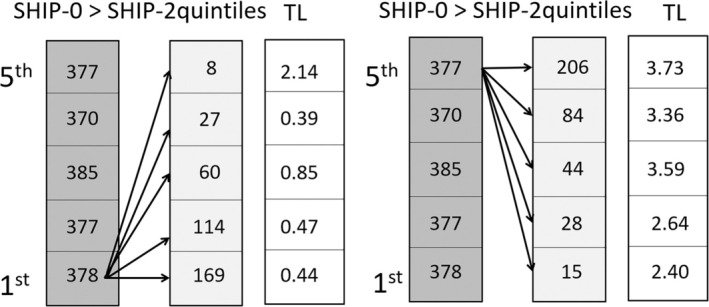 SHIP-0 > SHIP-2quintiles TL
5th 377 8 2.14
370 27 0.39
385 60 0.85
377 114 0.47
1st 378 169 0.44
SHIP-0 > SHIP-2quintiles TL
5th 377 206 3.73
370 84 3.36
385 44 3.59
377 28 2.64
1st 378 15 2.40